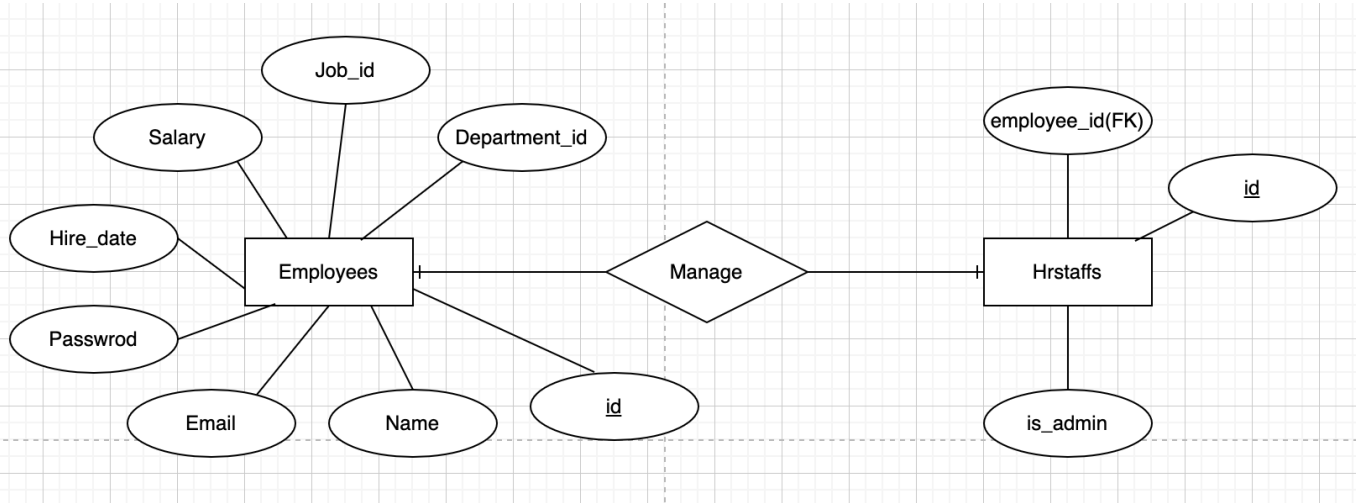 Job_id
employee_id(FK)
Salary
Department_id
id
Hire_date
Employees
Manage
Hrstaffs
Passwrod
id
Email
Name
is_admin